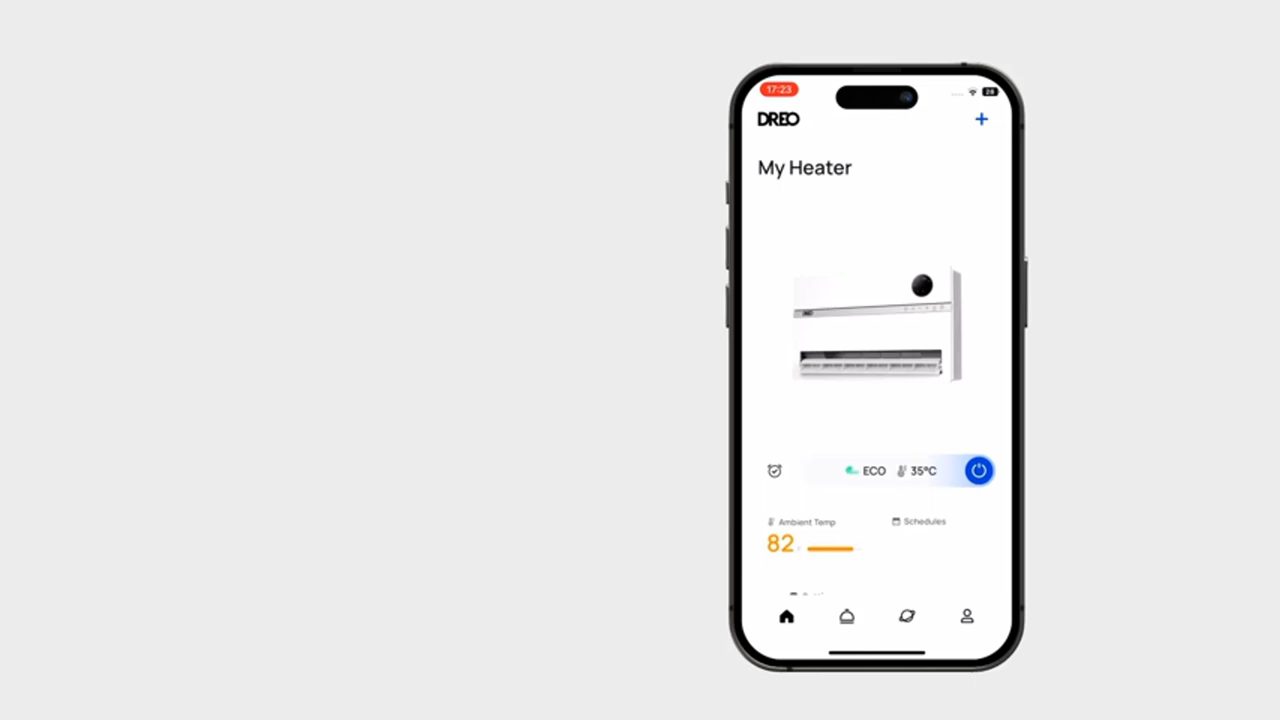 17:23
28
DREO
My Heater
ECO 35°C
Ambient Temp
Schedules
82